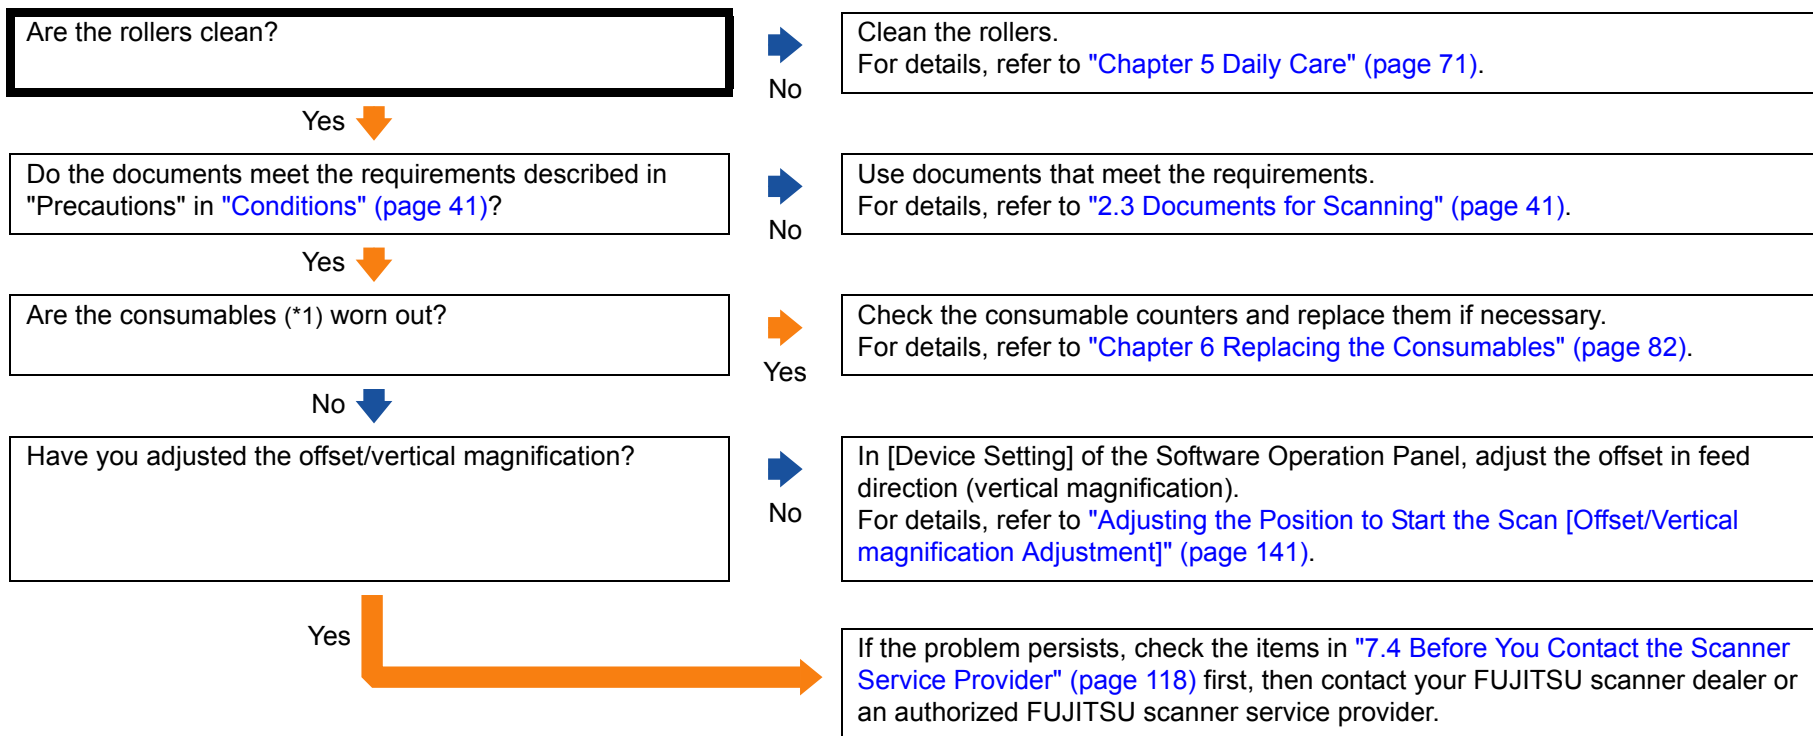 Are the rollers clean?
No
Clean the rollers.
For details, refer to "Chapter 5 Daily Care" (page 71).
Yes
Do the documents meet the requirements described in
"Precautions" in "Conditions" (page 41)?
No
Use documents that meet the requirements.
For details, refer to "2.3 Documents for Scanning" (page 41).
Yes
Are the consumables (*1) worn out?
Yes
Check the consumable counters and replace them if necessary.
For details, refer to "Chapter 6 Replacing the Consumables" (page 82).
No
Have you adjusted the offset/vertical magnification?
No
In [Device Setting] of the Software Operation Panel, adjust the offset in feed
direction (vertical magnification).
For details, refer to "Adjusting the Position to Start the Scan [Offset/Vertical
magnification Adjustment]" (page 141).
Yes
If the problem persists, check the items in "7.4 Before You Contact the Scanner
Service Provider" (page 118) first, then contact your FUJITSU scanner dealer or
an authorized FUJITSU scanner service provider.